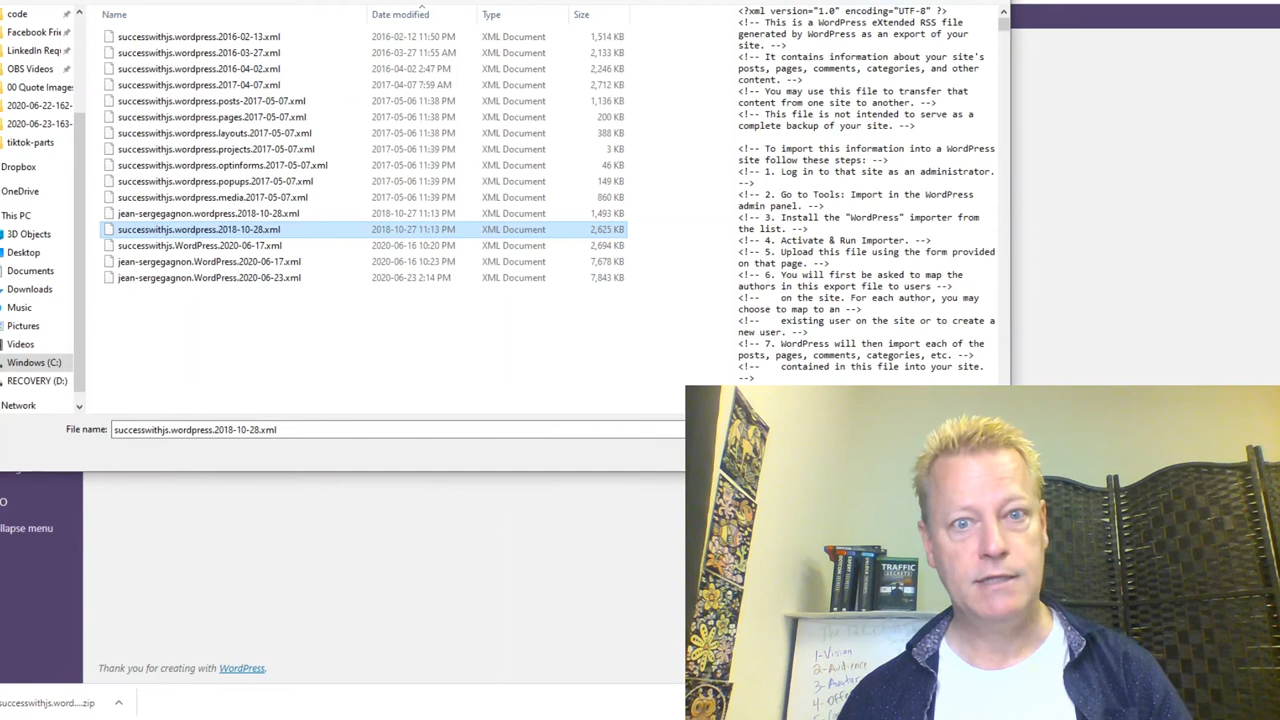 code
Facebook Frie
LinkedIn Requ
OBS Videos
00 Quote Images
2020-06-22-162-
2020-06-23-163-
tiktok-parts
Dropbox
OneDrive
This PC
3D Objects
Desktop
Documents
Downloads
Music
Pictures
Videos
Windows (C:)
RECOVERY (D:)
Network
Name Date modified Type Size
successwithjs.wordpress.2016-02-13.xml 2016-02-12 11:50 PM XML Document 1,514 KB
successwithjs.wordpress.2016-03-27.xml 2016-03-27 11:55 AM XML Document 2,133 KB
successwithjs.wordpress.2016-04-02.xml 2016-04-02 2:47 PM XML Document 2,246 KB
successwithjs.wordpress.2017-04-07.xml 2017-04-07 7:59 AM XML Document 2,712 KB
successwithjs.wordpress.posts-2017-05-07.xml 2017-05-06 11:38 PM XML Document 1,136 KB
successwithjs.wordpress.pages.2017-05-07.xml 2017-05-06 11:38 PM XML Document 200 KB
successwithjs.wordpress.layouts.2017-05-07.xml 2017-05-06 11:38 PM XML Document 388 KB
successwithjs.wordpress.projects.2017-05-07.xml 2017-05-06 11:39 PM XML Document 3 KB
successwithjs.wordpress.optinforms.2017-05-07.xml 2017-05-06 11:39 PM XML Document 46 KB
successwithjs.wordpress.popups.2017-05-07.xml 2017-05-06 11:39 PM XML Document 149 KB
successwithjs.wordpress.media.2017-05-07.xml 2017-05-06 11:39 PM XML Document 860 KB
jean-sergegagnon.wordpress.2018-10-28.xml 2018-10-27 11:13 PM XML Document 1,493 KB
successwithjs.wordpress.2018-10-28.xml 2018-10-27 11:13 PM XML Document 2,625 KB
successwithjs.WordPress.2020-06-17.xml 2020-06-16 10:20 PM XML Document 2,694 KB
jean-sergegagnon.WordPress.2020-06-17.xml 2020-06-16 10:23 PM XML Document 7,678 KB
jean-sergegagnon.WordPress.2020-06-23.xml 2020-06-23 2:14 PM XML Document 7,843 KB
<?xml version="1.0" encoding="UTF-8" ?>
<!-- This is a WordPress eXtended RSS file
generated by WordPress as an export of your
site. -->
<!-- It contains information about your site's
posts, pages, comments, categories, and other
content. -->
<!-- You may use this file to transfer that
content from one site to another. -->
<!-- This file is not intended to serve as a
complete backup of your site. -->
<!-- To import this information into a WordPress
site follow these steps: -->
<!-- 1. Log in to that site as an administrator.
-->
<!-- 2. Go to Tools: Import in the WordPress
admin panel. -->
<!-- 3. Install the "WordPress" importer from
the list. -->
<!-- 4. Activate & Run Importer. -->
<!-- 5. Upload this file using the form provided
on that page. -->
<!-- 6. You will first be asked to map the
authors in this export file to users -->
<!-- on the site. For each author, you may
choose to map to an -->
<!-- existing user on the site or to create a
new user. -->
<!-- 7. WordPress will then import each of the
posts, pages, comments, categories, etc. -->
<!-- contained in this file into your site.
-->
File name: successwithjs.wordpress.2018-10-28.xml
O
llapse menu
Thank you for creating with WordPress.
successwithjs.word....zip
TRAFFIC
SECRETS
1-Vision
2-Audience
3-Avatar